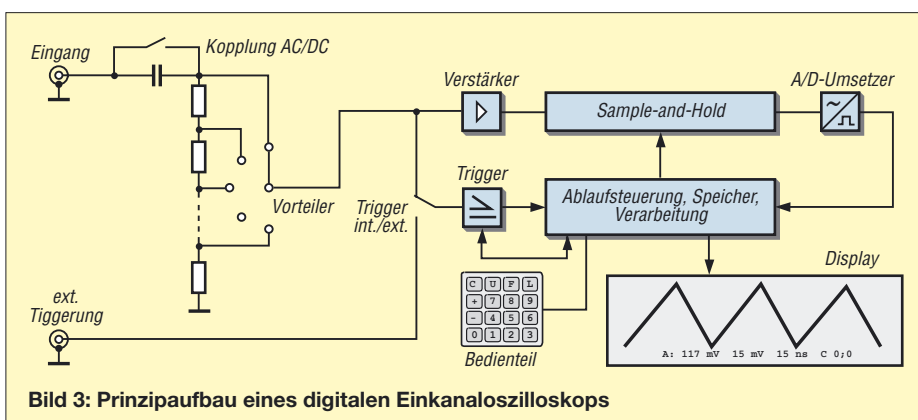 Eingang
Kopplung AC/DC
Verstärker
A/D-Umsetzer
Sample-and-Hold
Vorteiler
Trigger
int./ext.
Trigger
Ablaufsteuerung, Speicher,
Verarbeitung
Display
ext.
Tiggerung
C U F L
+ 7 8 9
- 4 5 6
0 1 2 3
Bedienteil
A: 117 mV 15 mV 15 ns C 0;0
Bild 3: Prinzipaufbau eines digitalen Einkanaloszilloskops